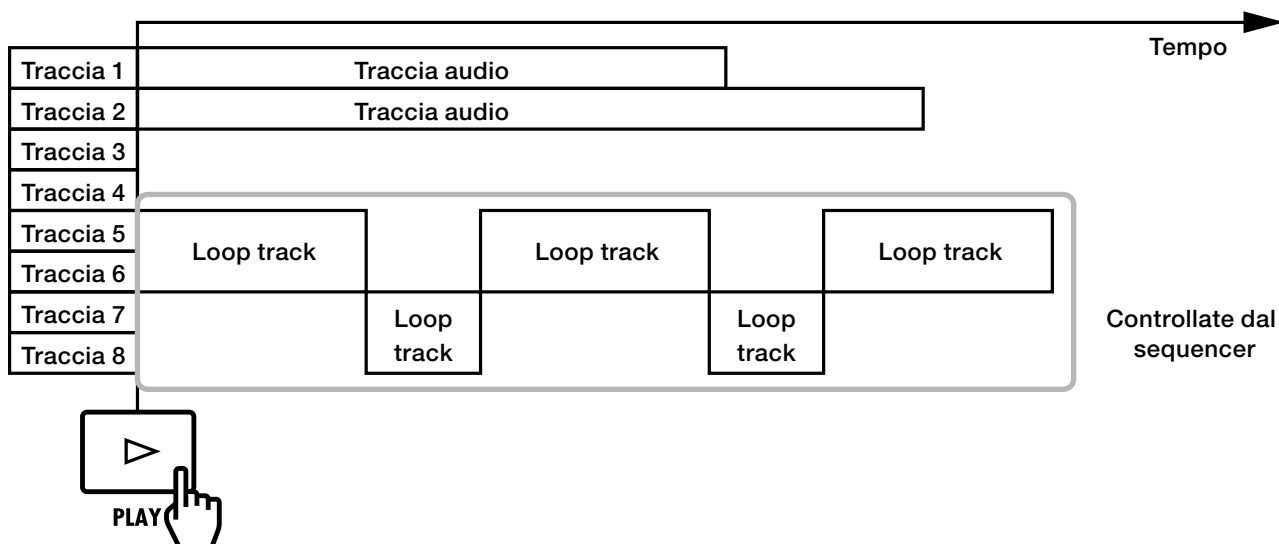 Tempo
Traccia 1
Traccia audio
Traccia 2
Traccia audio
Traccia 3
Traccia 4
Traccia 5
Traccia 6
Loop track
Loop track
Loop track
Traccia 7
Traccia 8
Loop
track
Loop
track
Controllate dal
sequencer
PLAY